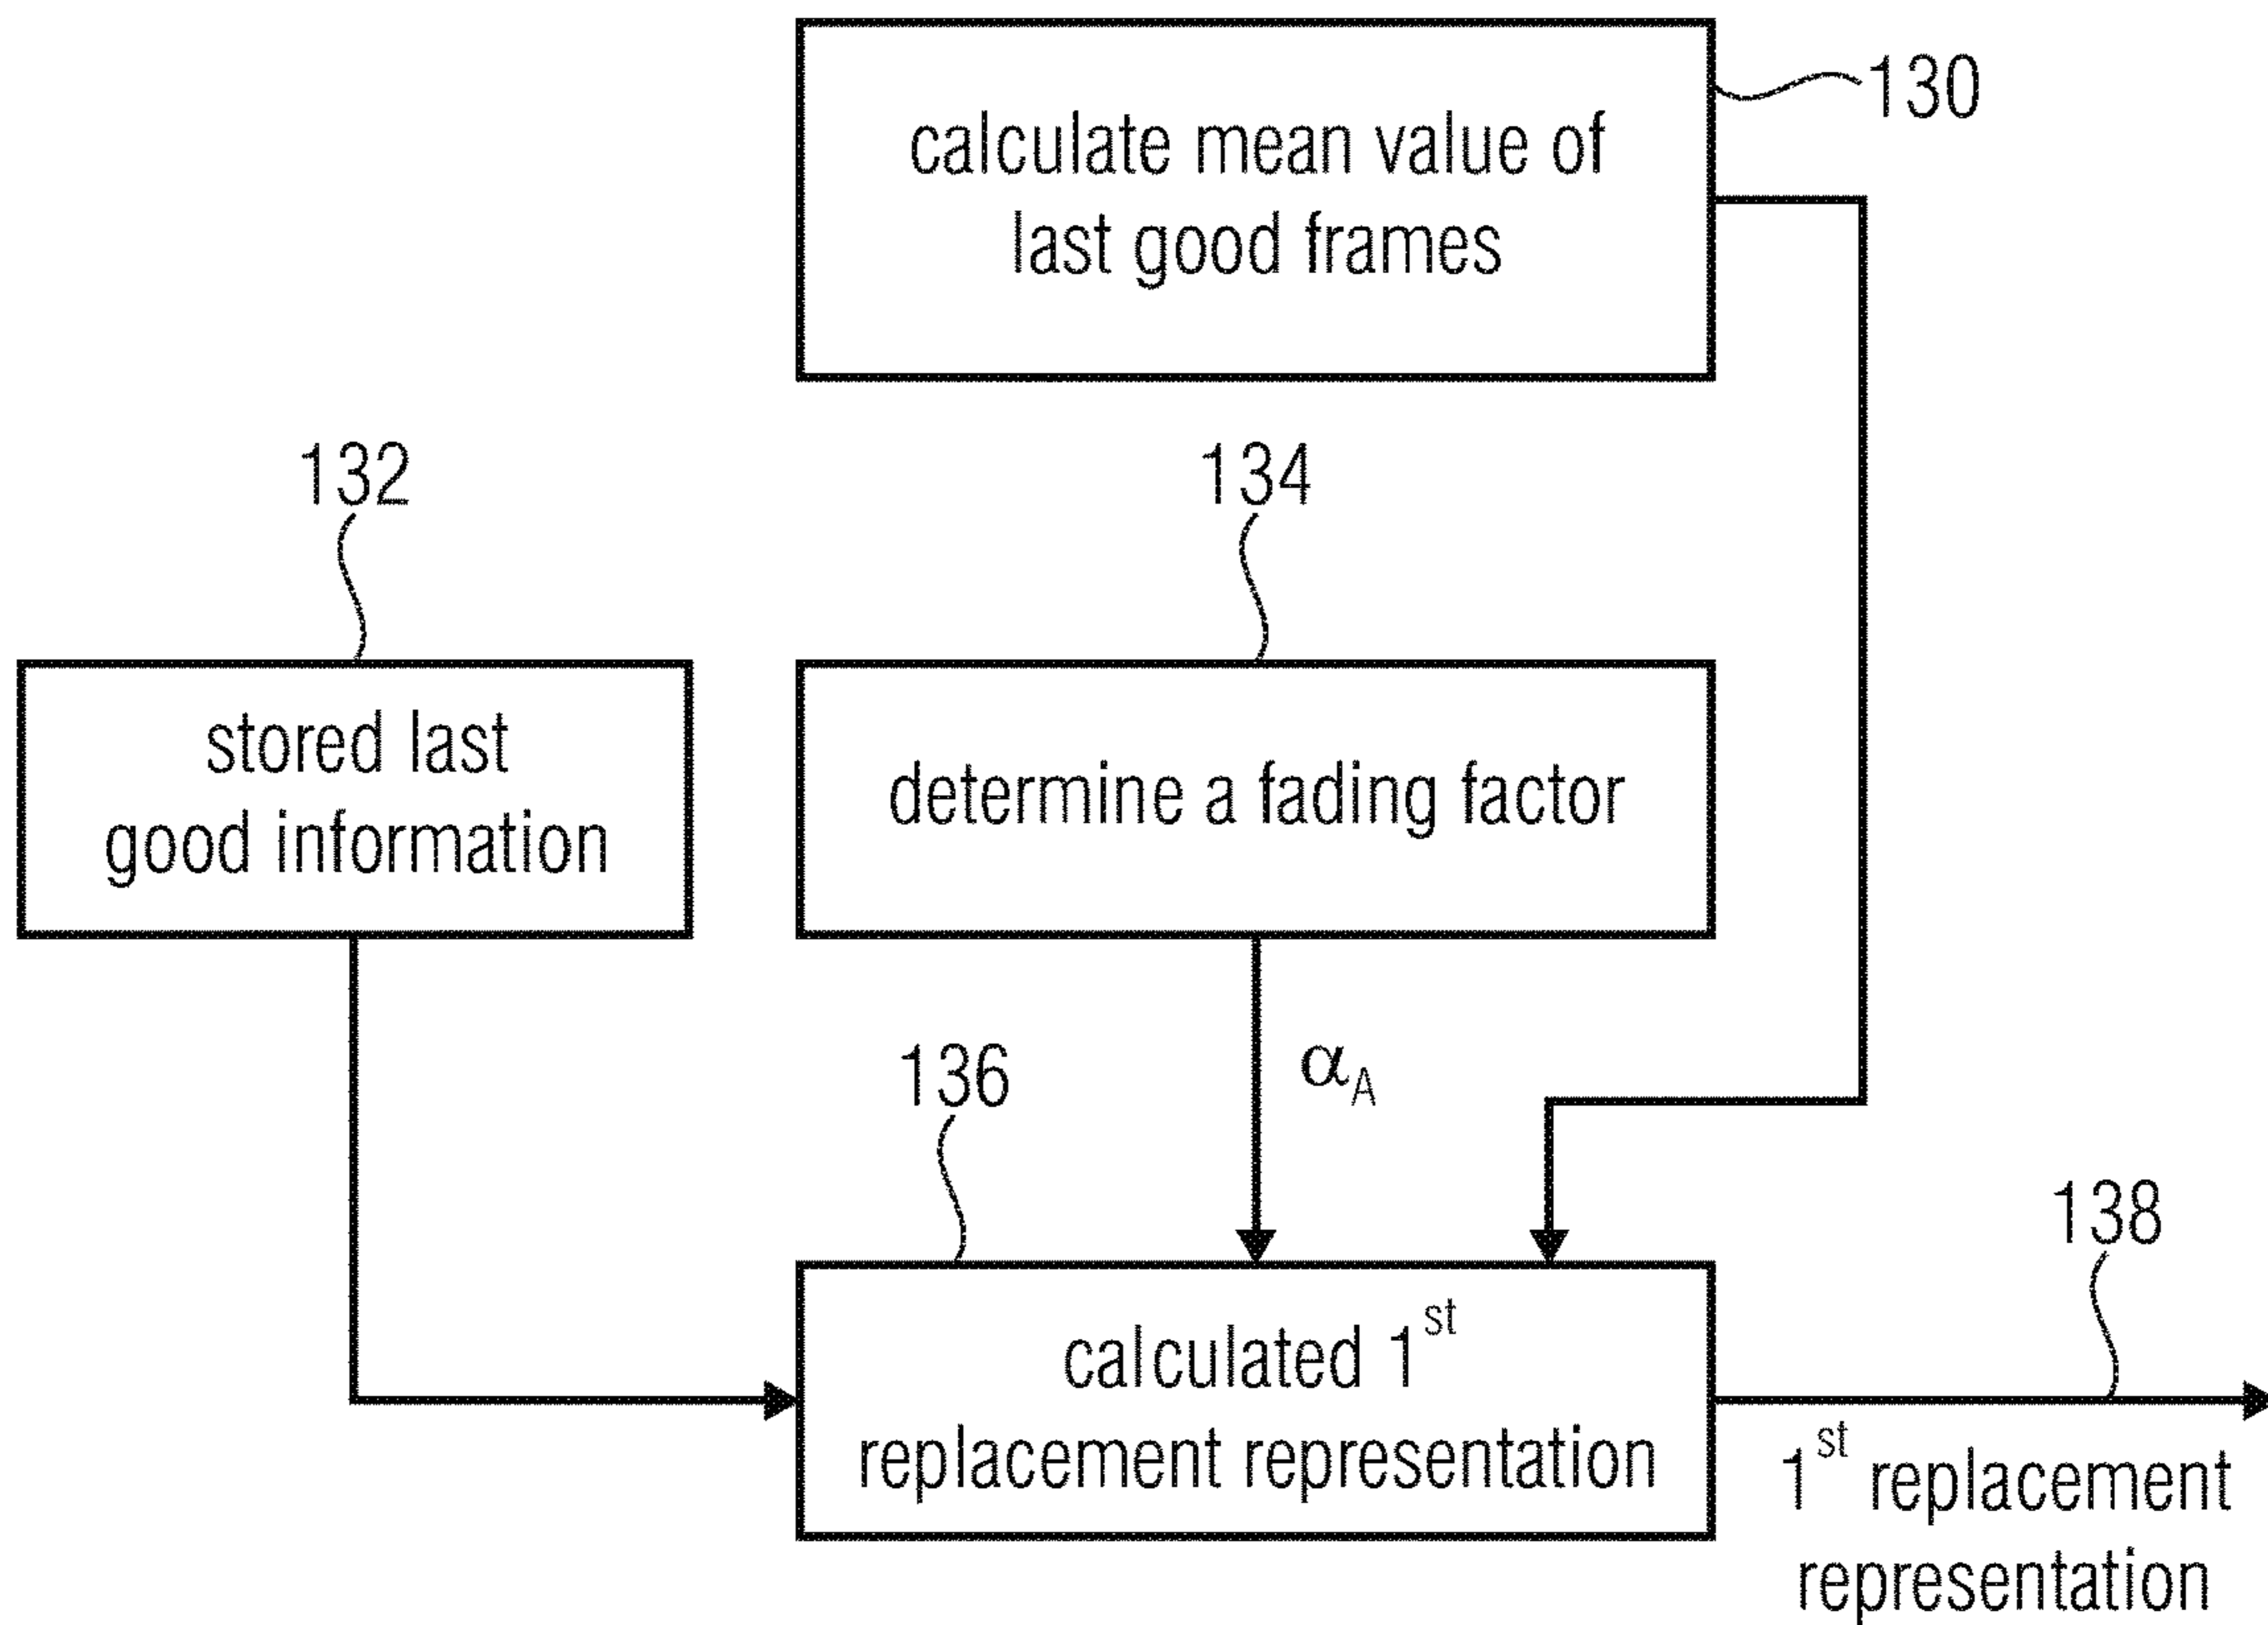 calculate mean value of
last good frames
130
132
134
stored last
good information
determine a fading factor
136
α_A
138
calculated 1st
replacement representation
1st replacement
representation